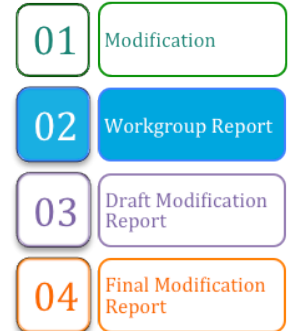 01
Modification
02
Workgroup Report
03
Draft Modification
Report
04
Final Modification
Report